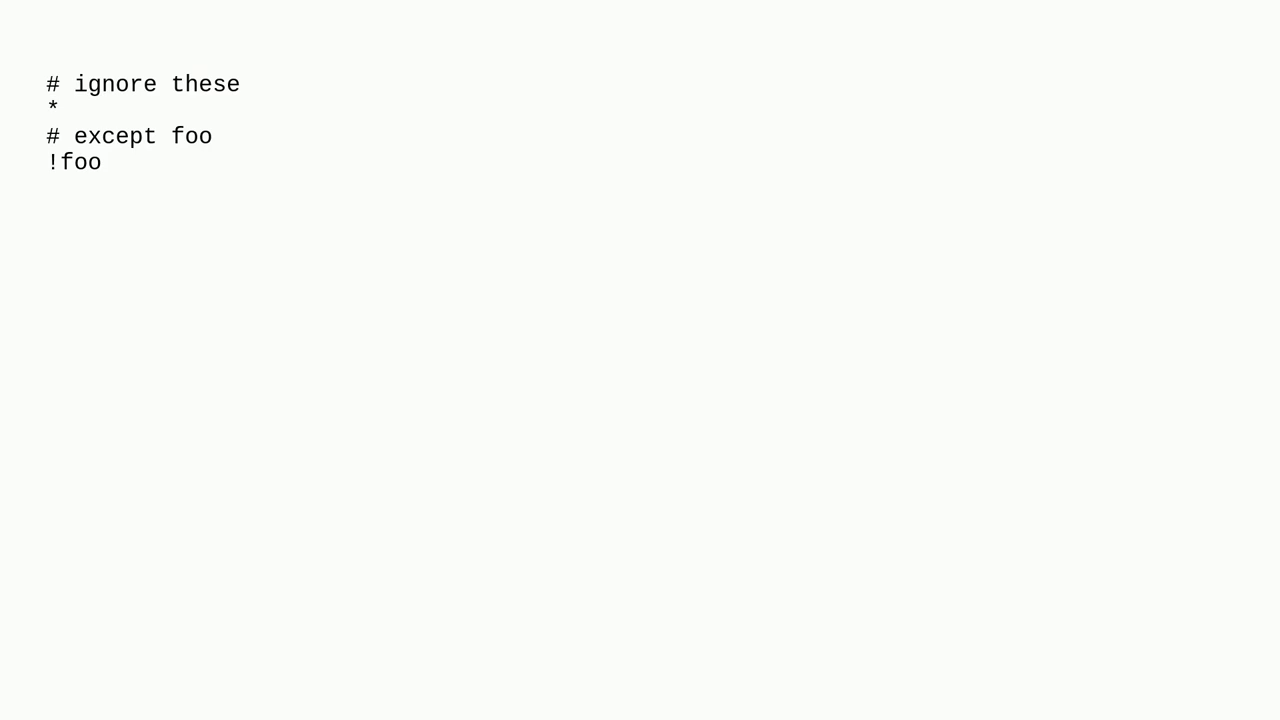 # ignore these
*
# except foo
!foo